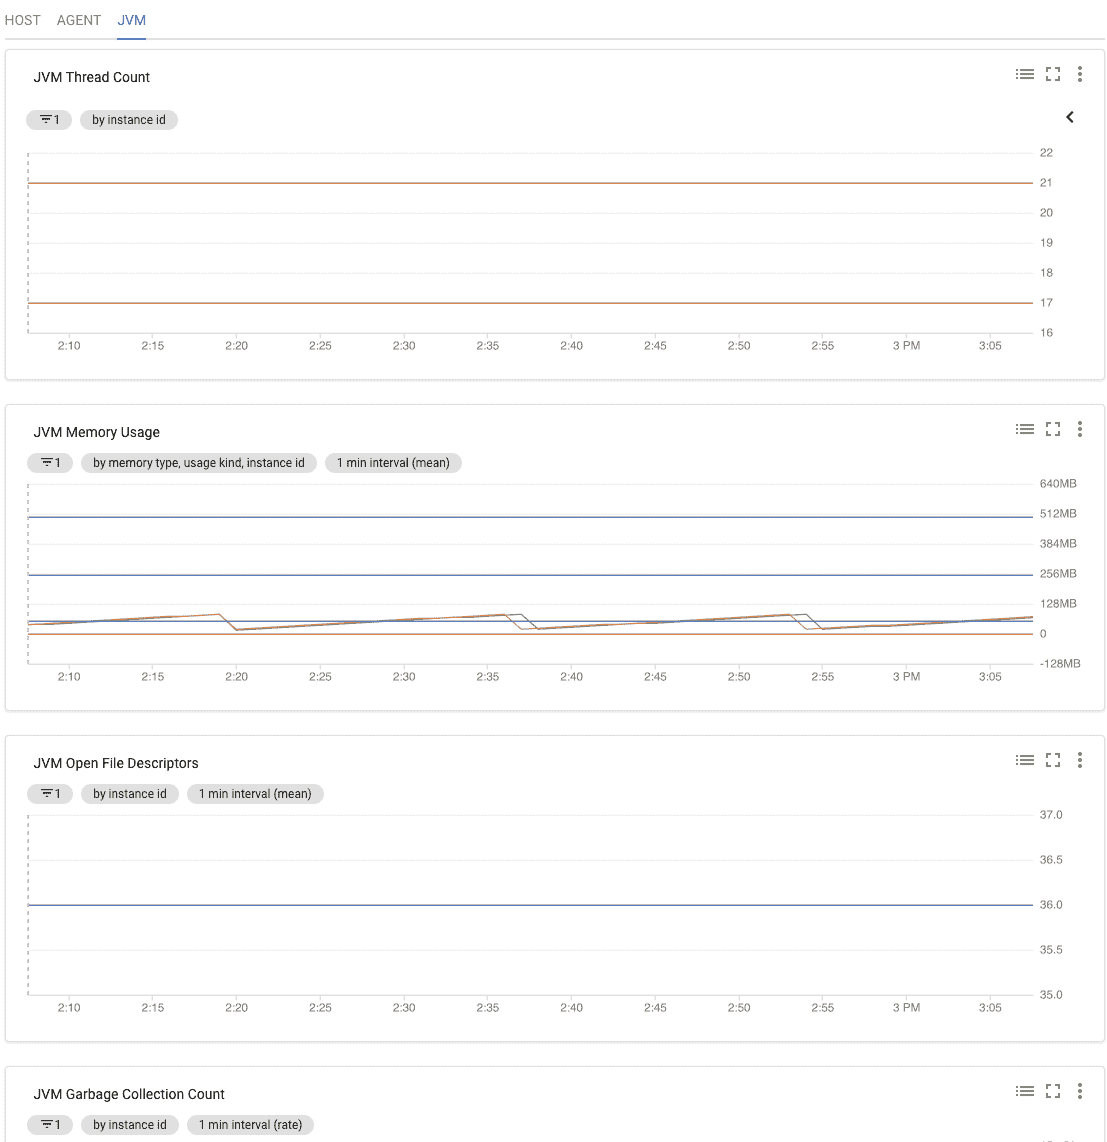 HOST AGENT JVM
JVM Thread Count
1 by instance id
22
21
20
19
18
17
16
2:10 2:15 2:20 2:25 2:30 2:35 2:40 2:45 2:50 2:55 3 PM 3:05
JVM Memory Usage
1 by memory type, usage kind, instance id 1 min interval (mean)
640MB
512MB
384MB
256MB
128MB
0
-128MB
2:10 2:15 2:20 2:25 2:30 2:35 2:40 2:45 2:50 2:55 3 PM 3:05
JVM Open File Descriptors
1 by instance id 1 min interval (mean)
37.0
36.5
36.0
35.5
35.0
2:10 2:15 2:20 2:25 2:30 2:35 2:40 2:45 2:50 2:55 3 PM 3:05
JVM Garbage Collection Count
1 by instance id 1 min interval (rate)